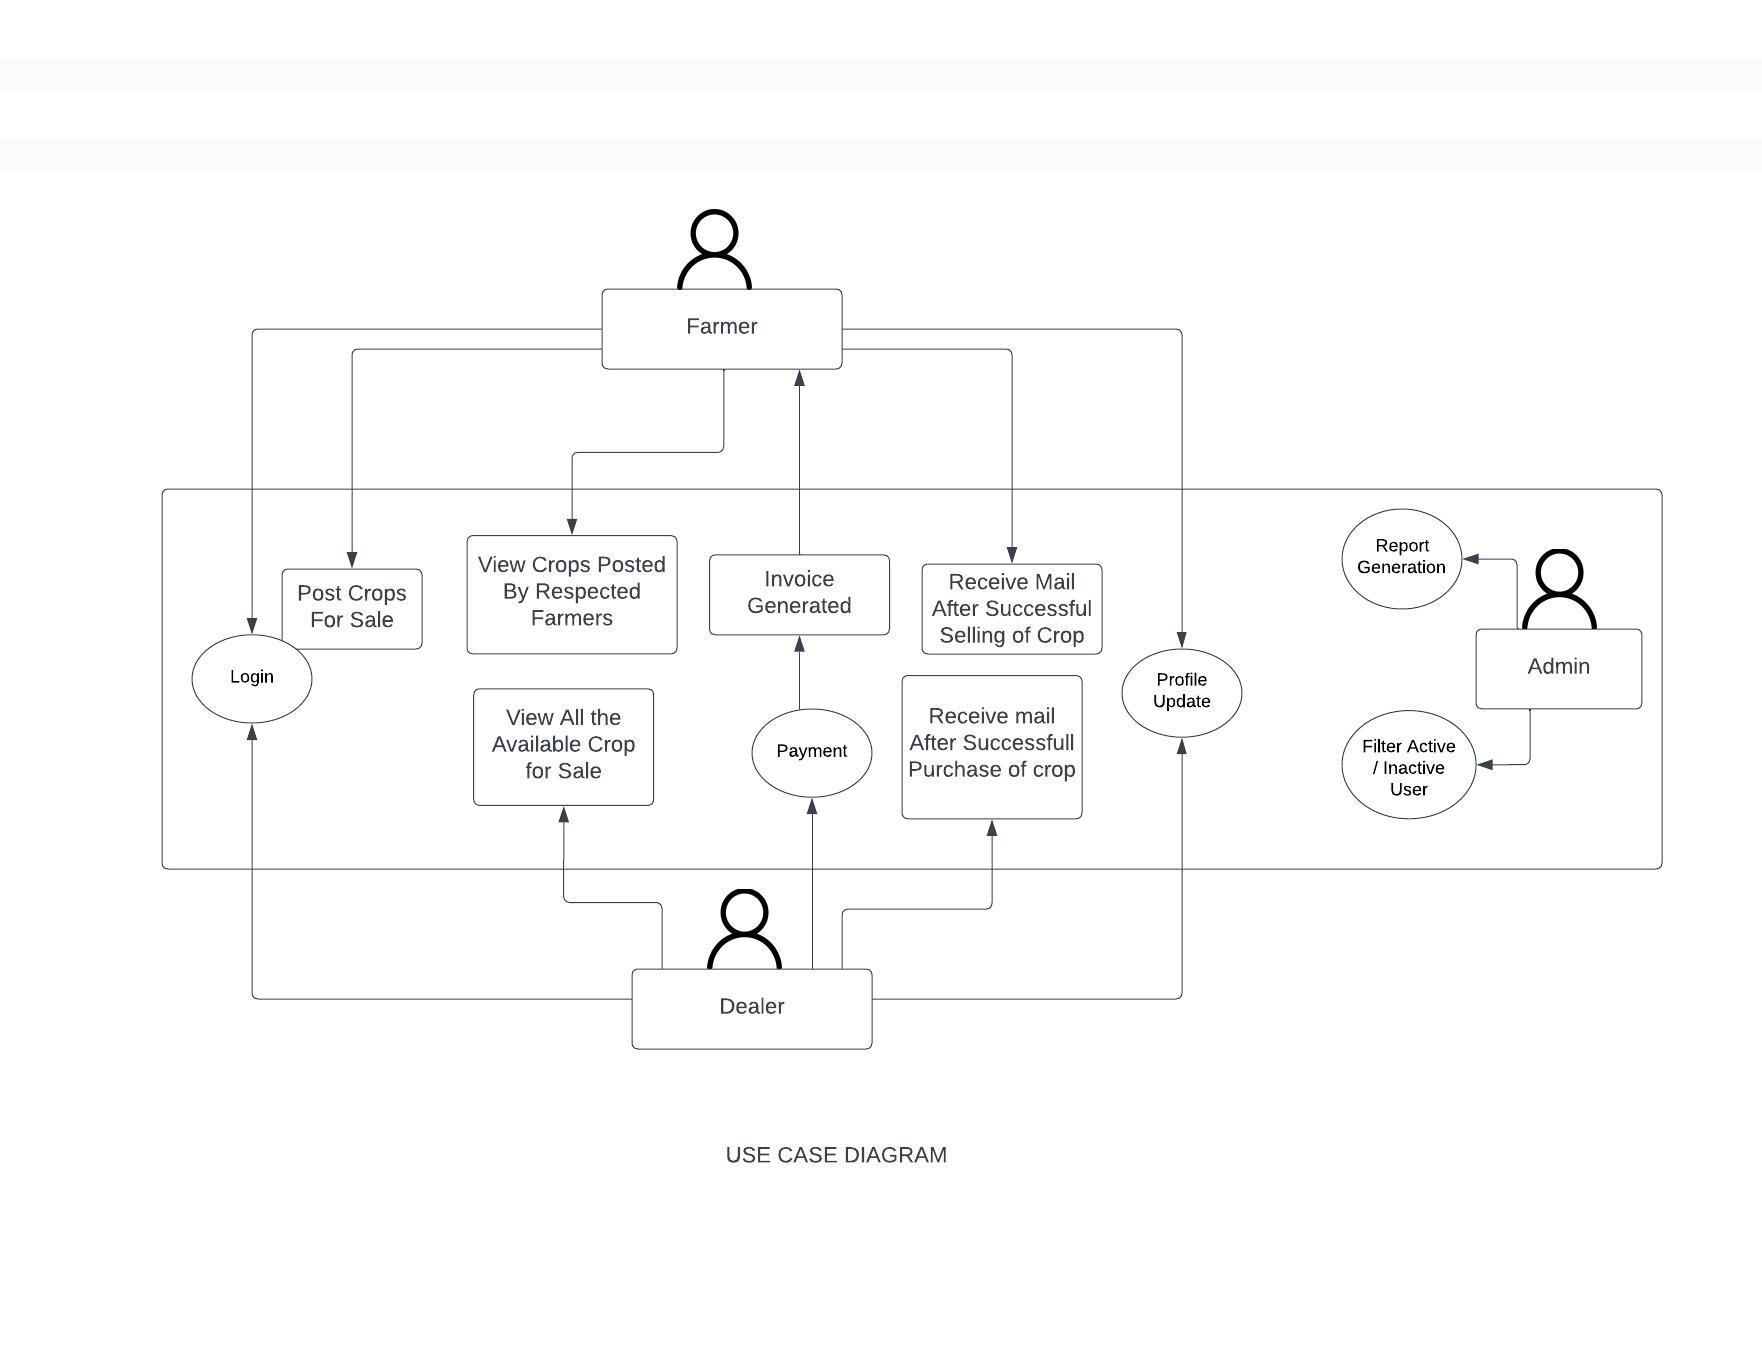 Farmer
Post Crops
For Sale
Login
View Crops Posted
By Respected
Farmers
Invoice
Generated
Receive Mail
After Successful
Selling of Crop
Profile
Update
Report
Generation
Admin
View All the
Available Crop
for Sale
Payment
Receive mail
After Successfull
Purchase of crop
Filter Active
/ Inactive
User
Dealer
USE CASE DIAGRAM